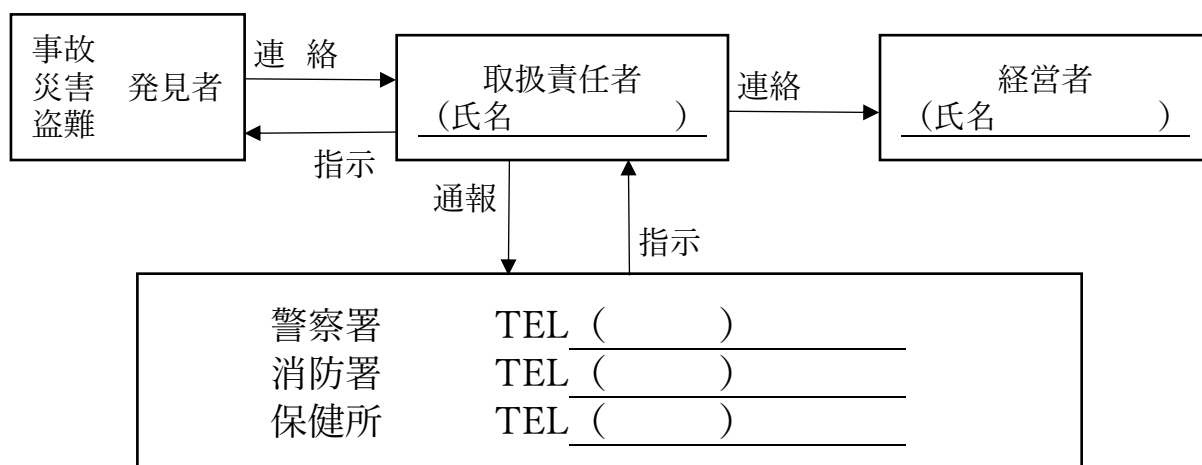 事故
災害 発見者
盗難
連 絡
指示
取扱責任者
(氏名 )
連絡
経営者
(氏名 )
通報
指示
警察署 TEL ( )
消防署 TEL ( )
保健所 TEL ( )